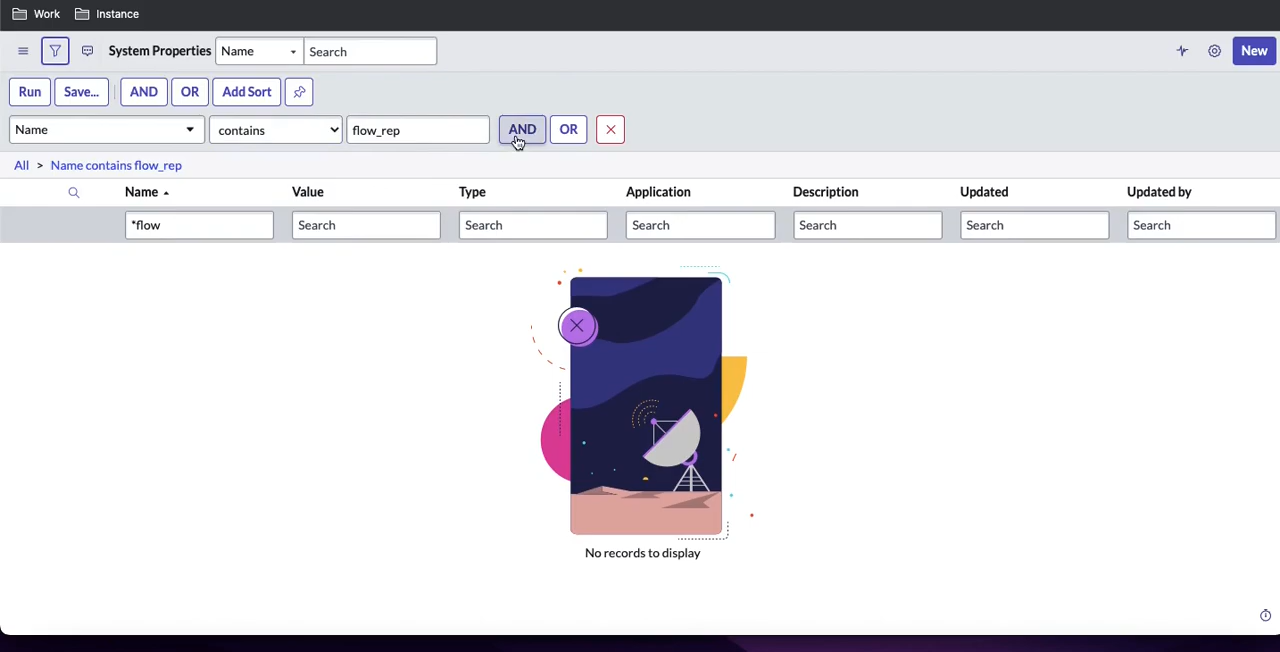 Work Instance
System Properties Name Search New
Run Save... AND OR Add Sort
Name contains flow_rep AND OR
All > Name contains flow_rep
Name Value Type Application Description Updated Updated by
*flow Search Search Search Search Search Search
No records to display